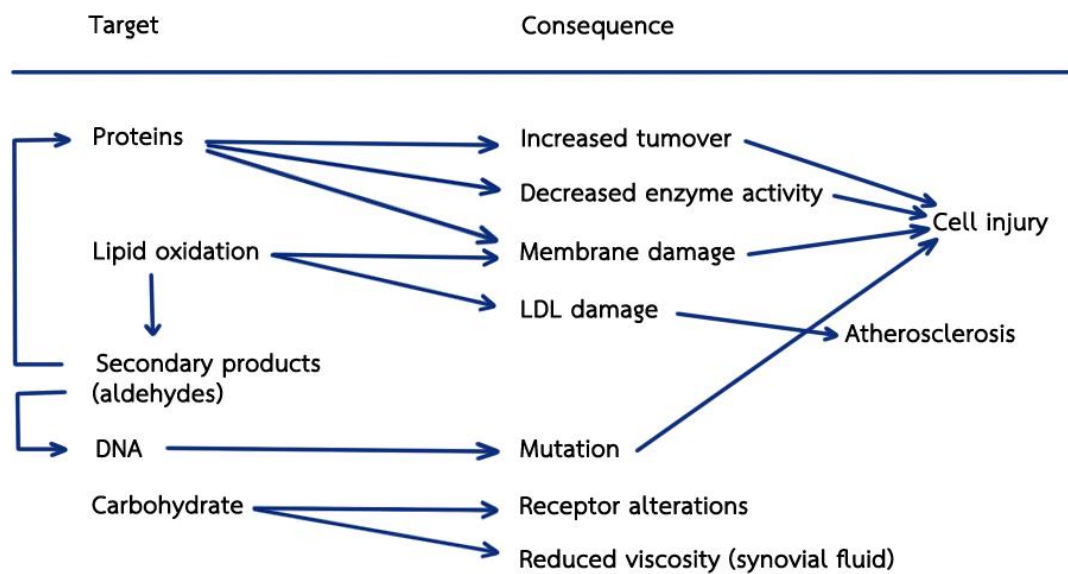 Target
Consequence
Proteins
Increased tumover
Decreased enzyme activity
Cell injury
Lipid oxidation
Membrane damage
LDL damage
Atherosclerosis
Secondary products
(aldehydes)
DNA
Mutation
Carbohydrate
Receptor alterations
Reduced viscosity (synovial fluid)